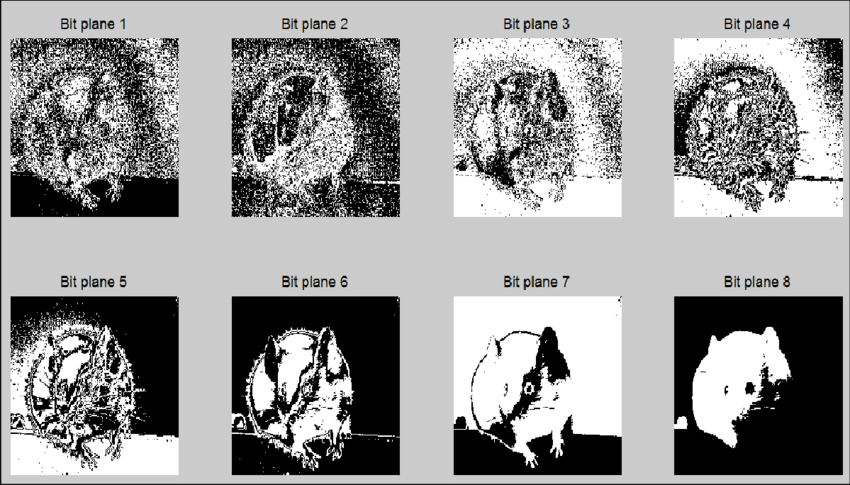 Bit plane 1
Bit plane 2
Bit plane 3
Bit plane 4
Bit plane 5
Bit plane 6
Bit plane 7
Bit plane 8